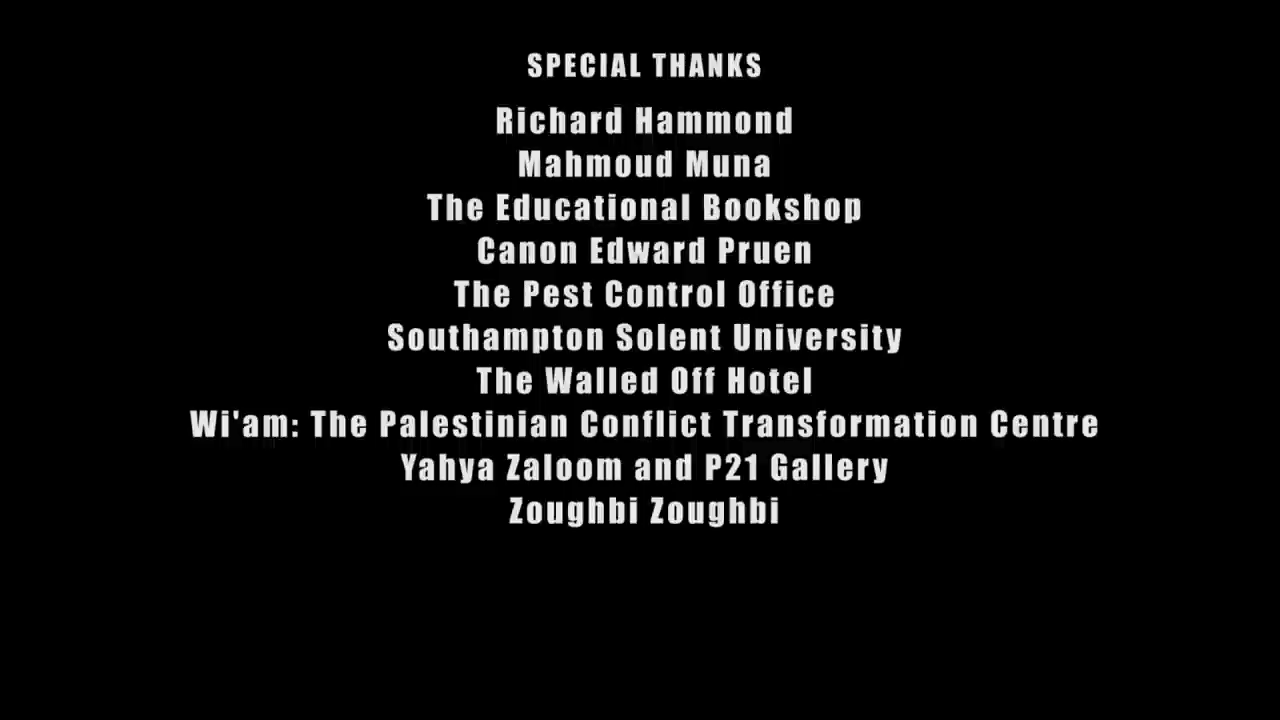 SPECIAL THANKS
Richard Hammond
Mahmoud Muna
The Educational Bookshop
Canon Edward Pruen
The Pest Control Office
Southampton Solent University
The Walled Off Hotel
Wi'am: The Palestinian Conflict Transformation Centre
Yahya Zaloom and P21 Gallery
Zoughbi Zoughbi